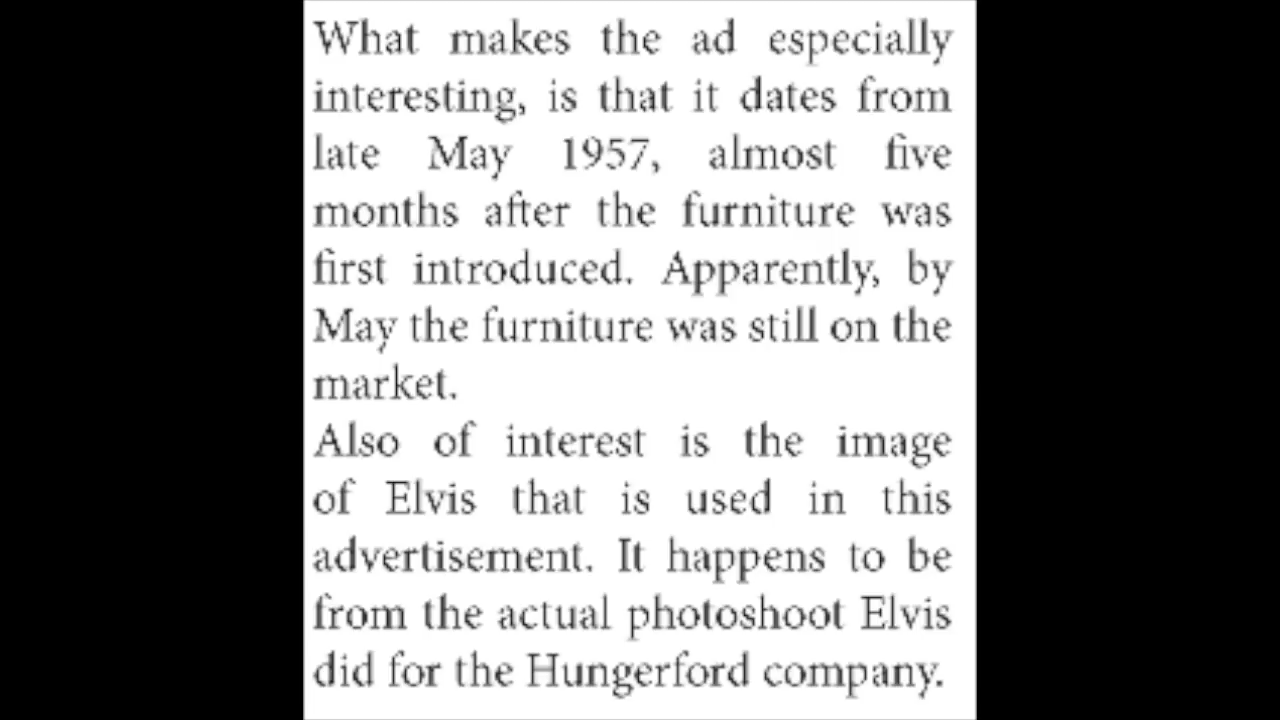 What makes the ad especially
interesting, is that it dates from
late May 1957, almost five
months after the furniture was
first introduced. Apparently, by
May the furniture was still on the
market.
Also of interest is the image
of Elvis that is used in this
advertisement. It happens to be
from the actual photoshoot Elvis
did for the Hungerford company.